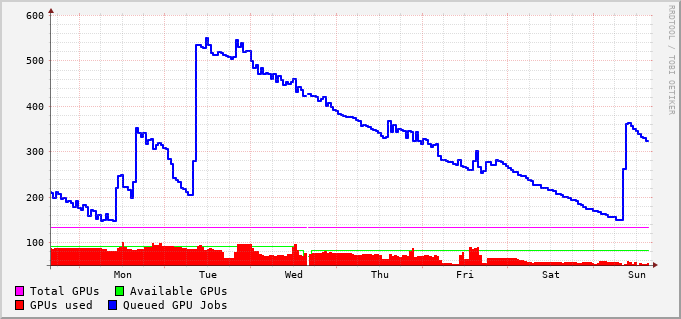 600
500
400
300
200
100
Mon Tue Wed Thu Fri Sat Sun
RRDTOOL / TOBI OETIKER
Total GPUs Available GPUs
GPUs used Queued GPU Jobs